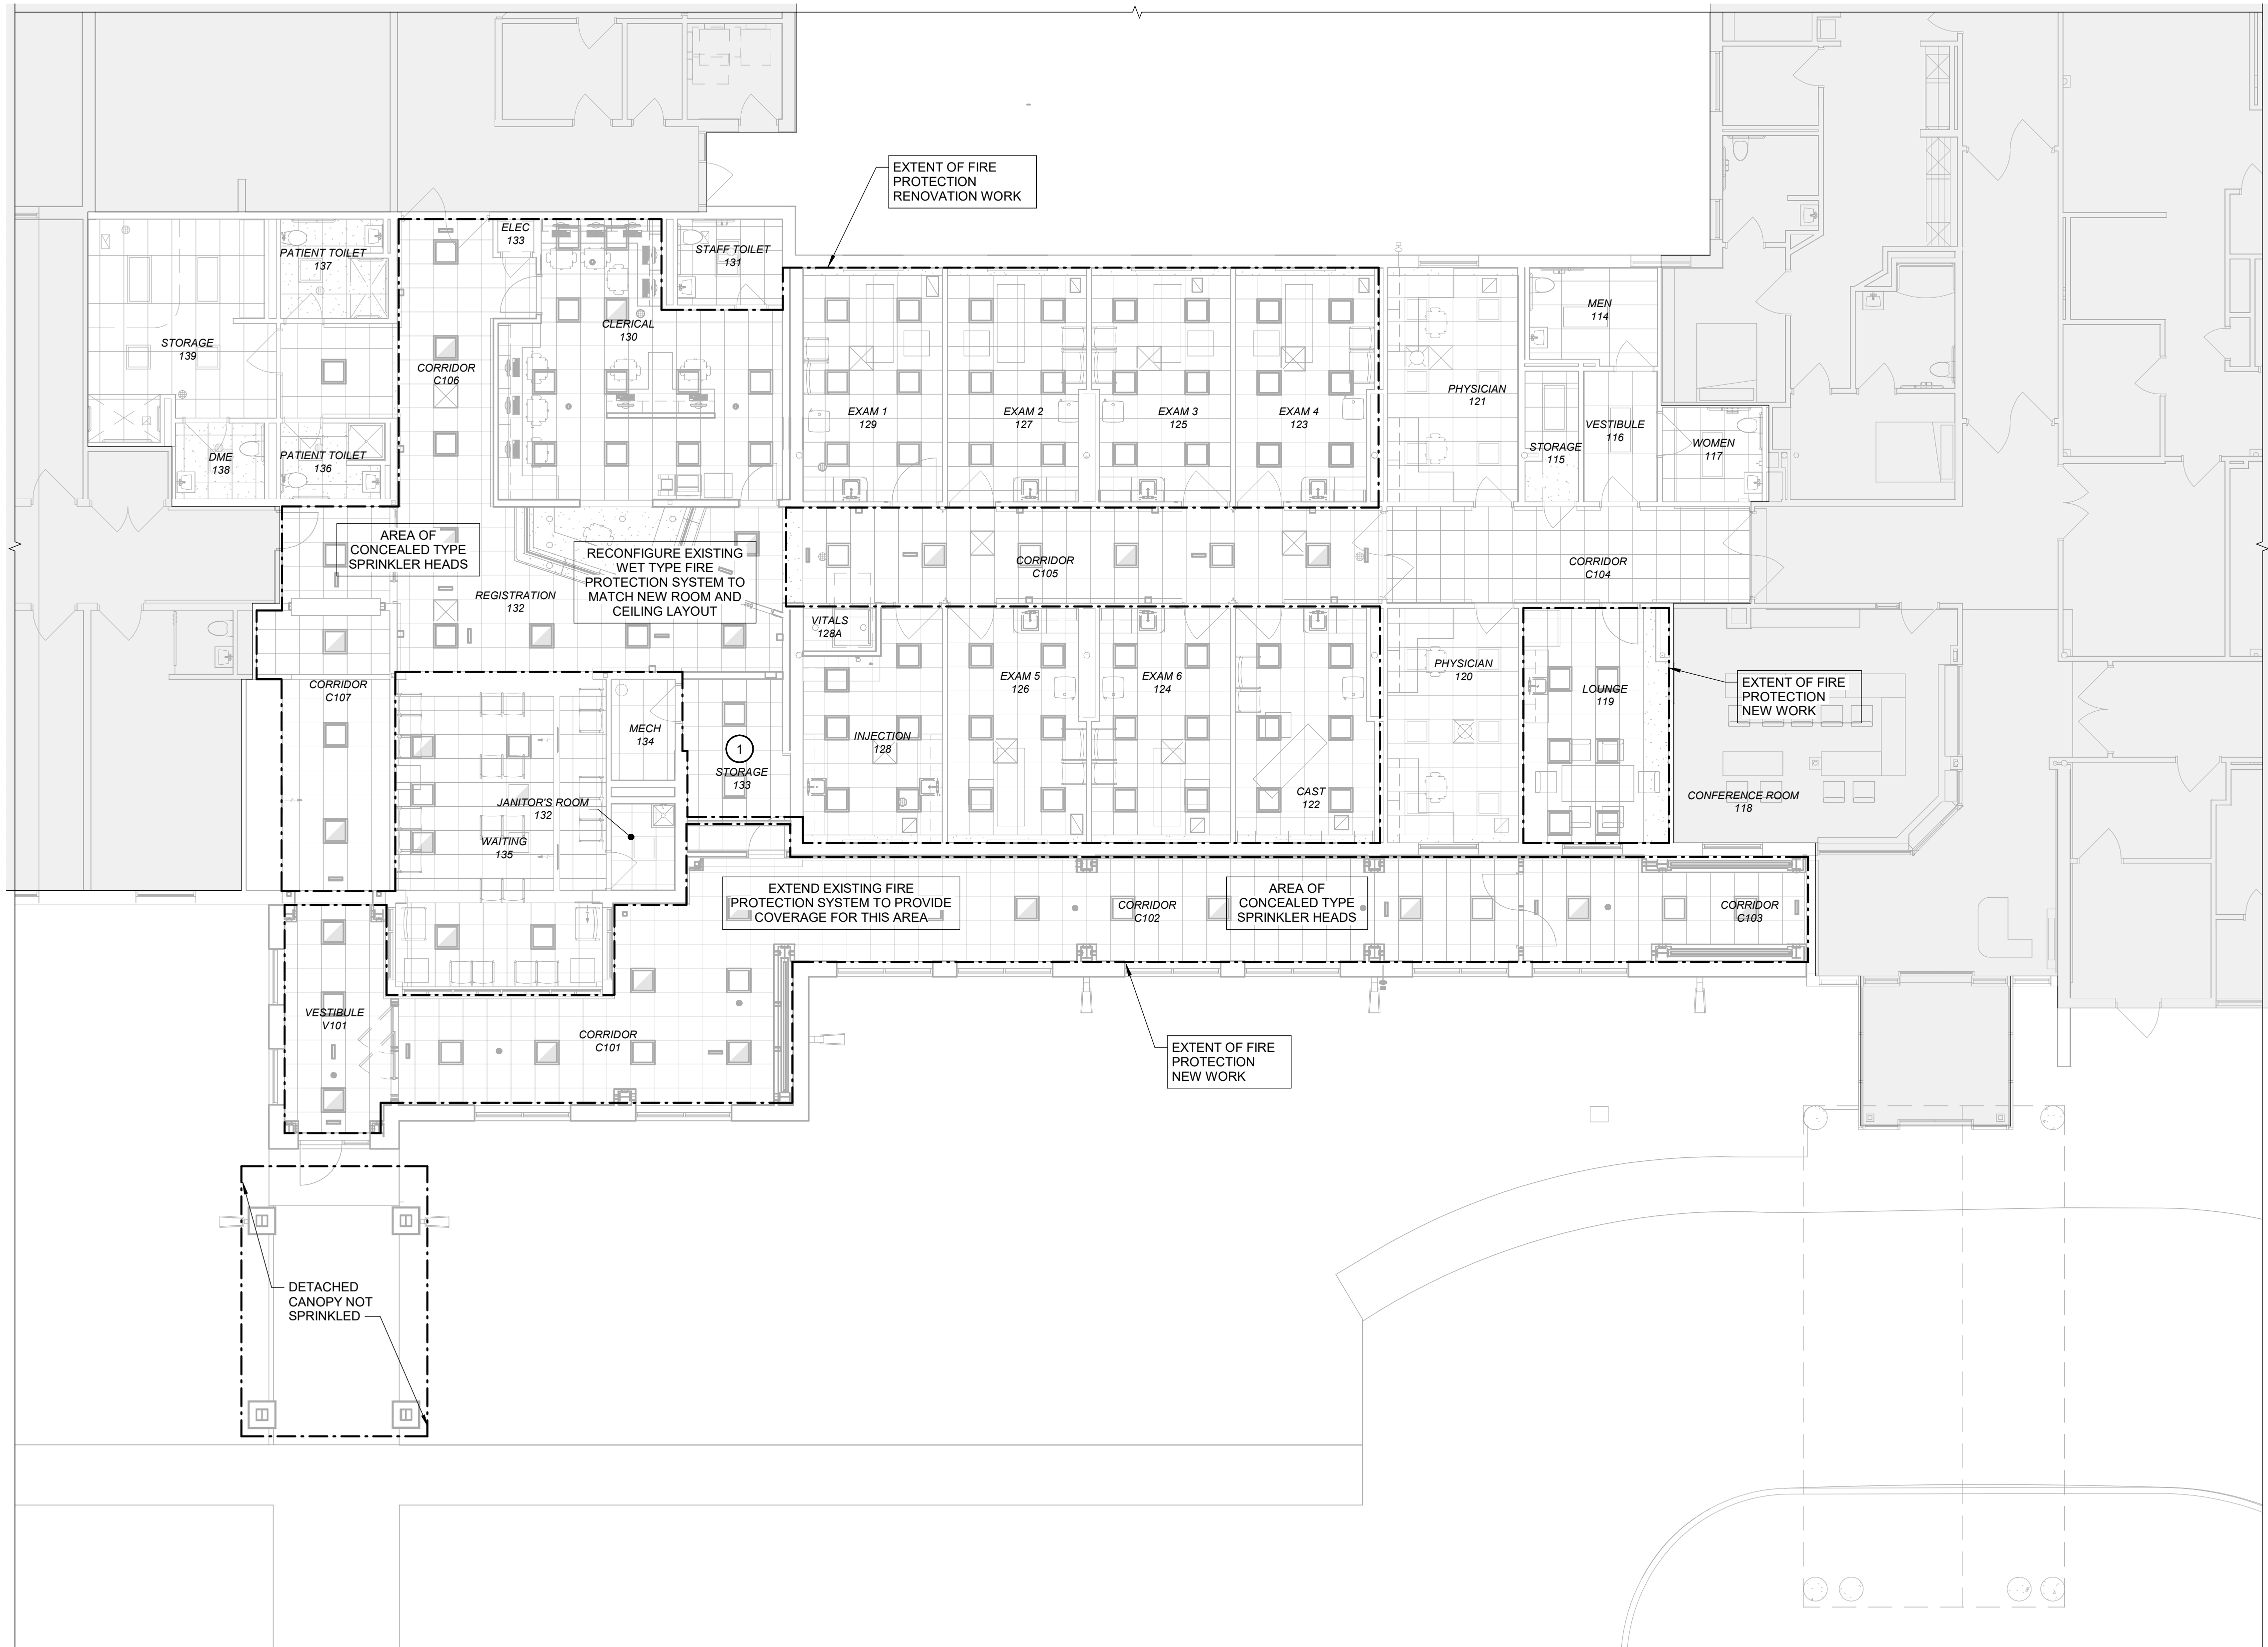 EXTENT OF FIRE
PROTECTION
RENOVATION WORK
ELEC
133
PATIENT TOILET
137
STAFF TOILET
131
MEN
114
CLERICAL
130
STORAGE
139
CORRIDOR
C106
PHYSICIAN
121
EXAM 1
129
EXAM 2
127
EXAM 3
125
EXAM 4
123
VESTIBULE
116
STORAGE
115
WOMEN
117
DME
138
PATIENT TOILET
136
AREA OF
CONCEALED TYPE
SPRINKLER HEADS
RECONFIGURE EXISTING
WET TYPE FIRE
PROTECTION SYSTEM TO
MATCH NEW ROOM AND
CEILING LAYOUT
CORRIDOR
C105
CORRIDOR
C104
REGISTRATION
132
VITALS
128A
CORRIDOR
C107
EXAM 5
126
EXAM 6
124
PHYSICIAN
120
LOUNGE
119
EXTENT OF FIRE
PROTECTION
NEW WORK
MECH
134
INJECTION
128
1
STORAGE
133
JANITOR'S ROOM
132
CAST
122
CONFERENCE ROOM
118
WAITING
135
EXTEND EXISTING FIRE
PROTECTION SYSTEM TO PROVIDE
COVERAGE FOR THIS AREA
CORRIDOR
C102
AREA OF
CONCEALED TYPE
SPRINKLER HEADS
CORRIDOR
C103
VESTIBULE
V101
CORRIDOR
C101
EXTENT OF FIRE
PROTECTION
NEW WORK
DETACHED
CANOPY NOT
SPRINKLED